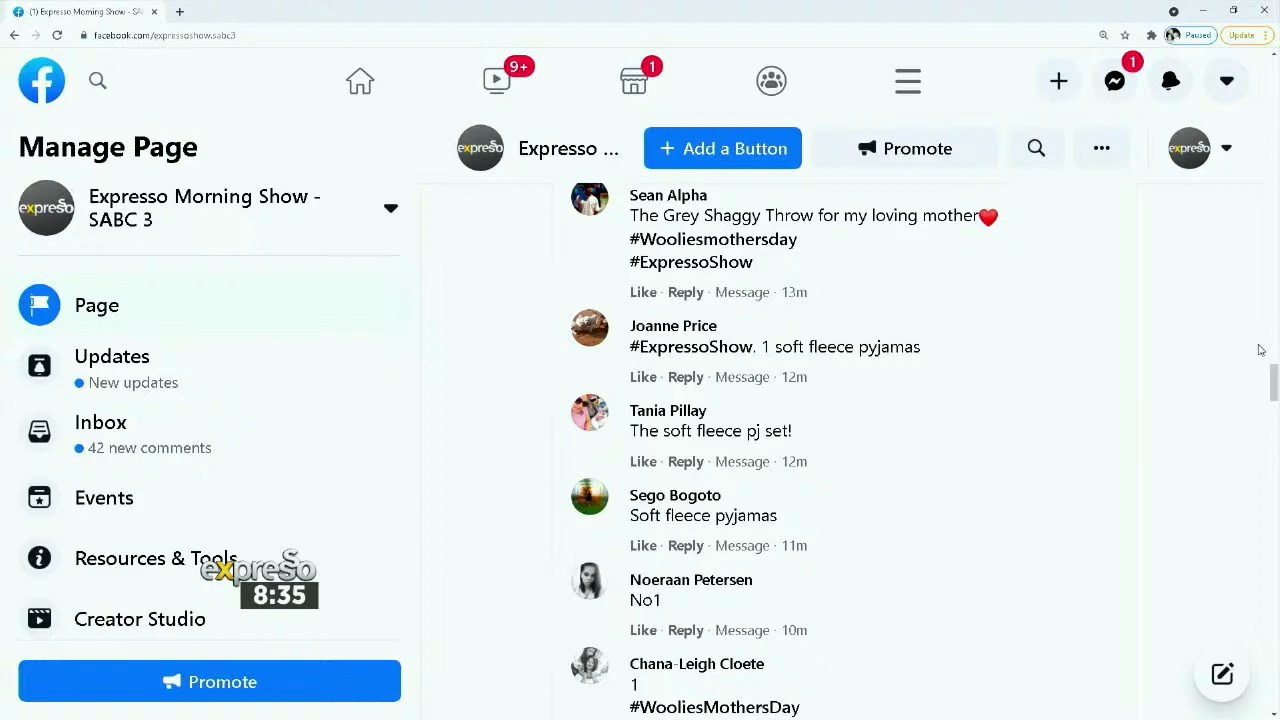 (1) Expresso Morning Show - SA
facebook.com/expressoshow.sabc3
Paused
Update
9+
1
1
Manage Page
expresso
Expresso ...
+ Add a Button
Promote
expresso
expresso
Expresso Morning Show -
SABC 3
Page
Updates
New updates
Inbox
42 new comments
Events
Resources & Tools
Creator Studio
Promote
expresso
8:35
Sean Alpha
The Grey Shaggy Throw for my loving mother❤️
#Wooliesmothersday
#ExpressoShow
Like · Reply · Message · 13m
Joanne Price
#ExpressoShow. 1 soft fleece pyjamas
Like · Reply · Message · 12m
Tania Pillay
The soft fleece pj set!
Like · Reply · Message · 12m
Sego Bogoto
Soft fleece pyjamas
Like · Reply · Message · 11m
Noeraan Petersen
No1
Like · Reply · Message · 10m
Chana-Leigh Cloete
1
#WooliesMothersDay